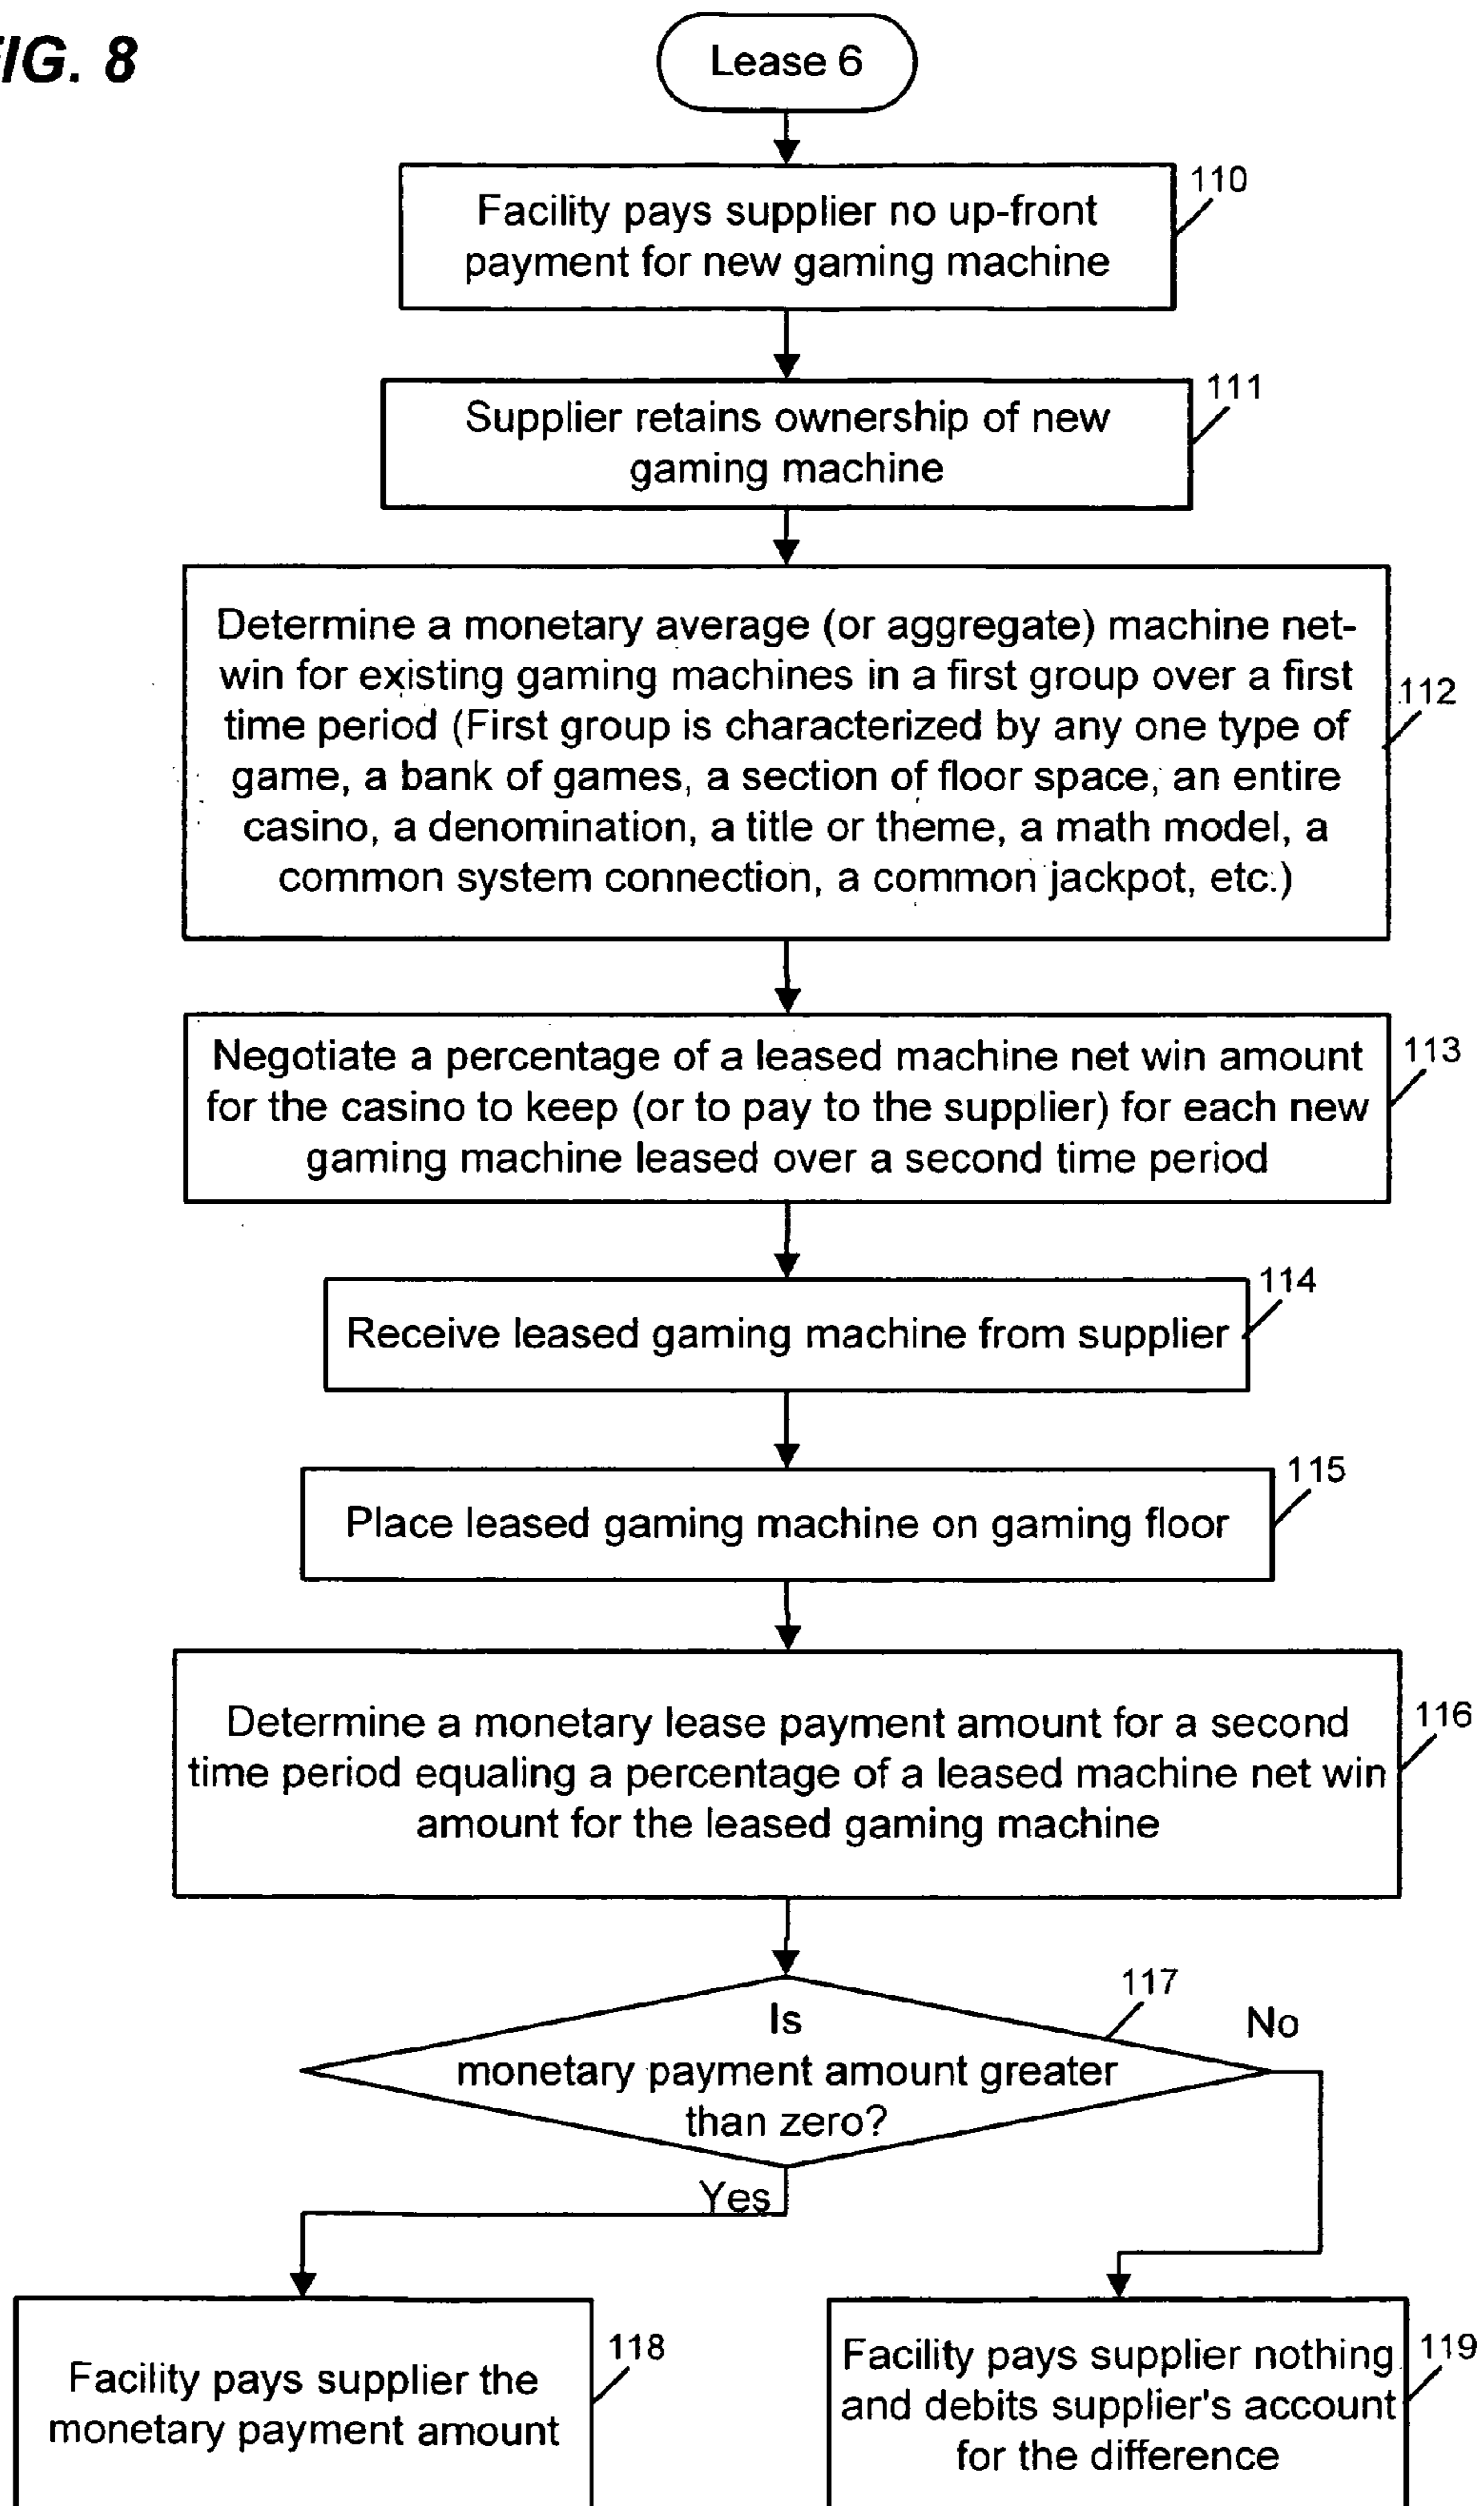 IG. 8
Lease 6
110
Facility pays supplier no up-front
payment for new gaming machine
111
Supplier retains ownership of new
gaming machine
Determine a monetary average (or aggregate) machine net-
win for existing gaming machines in a first group over a first
time period (First group is characterized by any one type of
game, a bank of games, a section of floor space, an entire
casino, a denomination, a title or theme, a math model, a
common system connection, a common jackpot, etc.)
112
Negotiate a percentage of a leased machine net win amount
for the casino to keep (or to pay to the supplier) for each new
gaming machine leased over a second time period
113
114
Receive leased gaming machine from supplier
115
Place leased gaming machine on gaming floor
Determine a monetary lease payment amount for a second
time period equaling a percentage of a leased machine net win
amount for the leased gaming machine
116
117
Is
monetary payment amount greater
than zero?
No
Yes
Facility pays supplier the
monetary payment amount
118
Facility pays supplier nothing
and debits supplier's account
for the difference
119